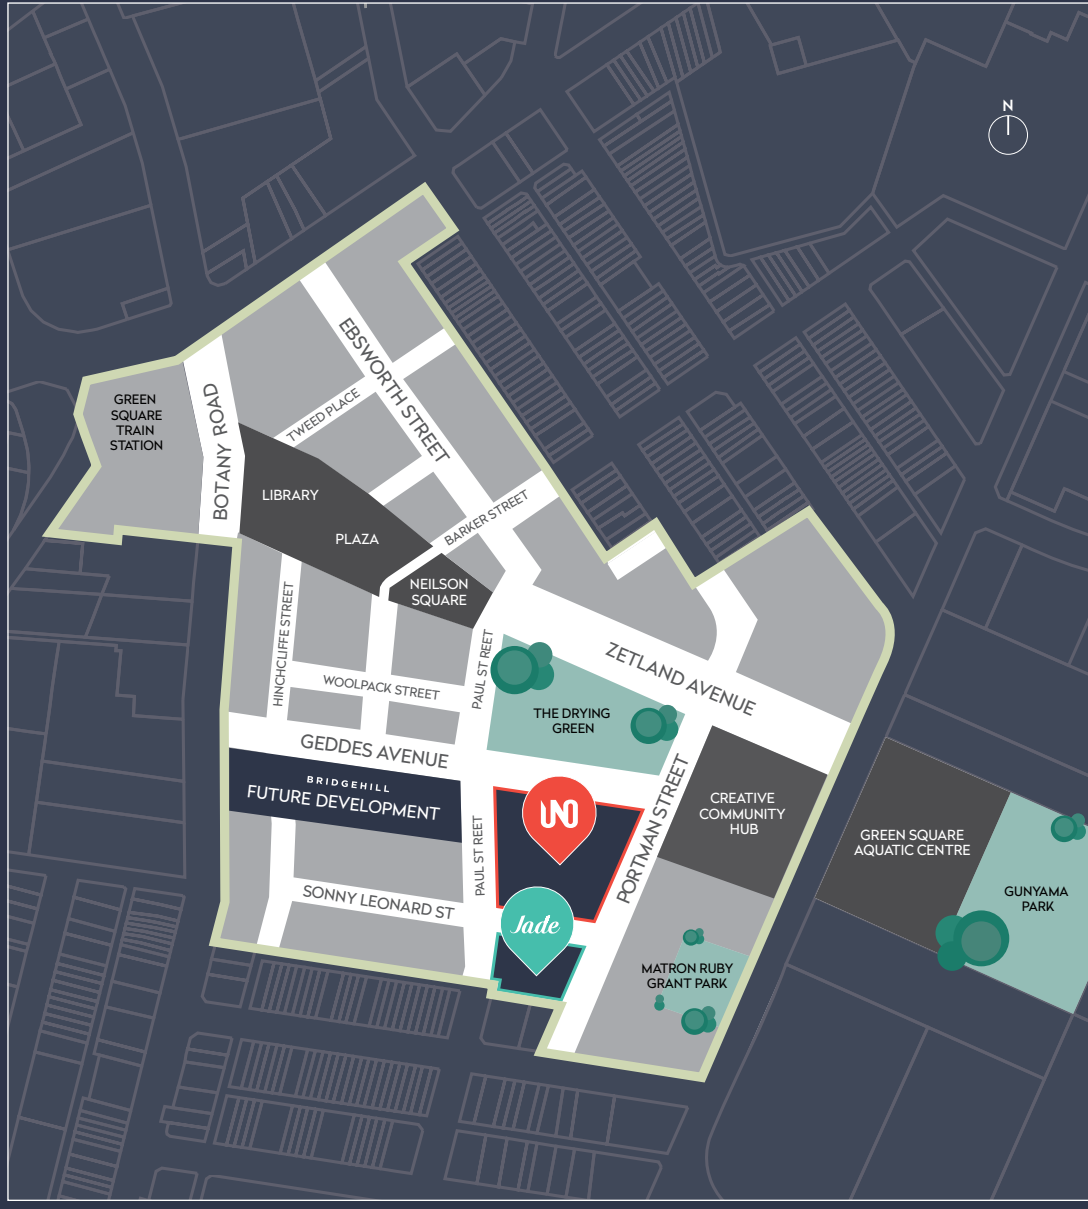 N
EBSWORTH STREET
TWEED PLACE
GREEN
SQUARE
TRAIN
STATION
BOTANY ROAD
LIBRARY
PLAZA
BARKER STREET
NEILSON
SQUARE
HINCHCLIFFE STREET
PAUL ST REET
WOOLPACK STREET
ZETLAND AVENUE
THE DRYING
GREEN
GEDDES AVENUE
BRIDGEHILL
FUTURE DEVELOPMENT
UNO
PORTMAN STREET
CREATIVE
COMMUNITY
HUB
GREEN SQUARE
AQUATIC CENTRE
GUNYAMA
PARK
PAUL ST REET
SONNY LEONARD ST
Jade
MATRON RUBY
GRANT PARK